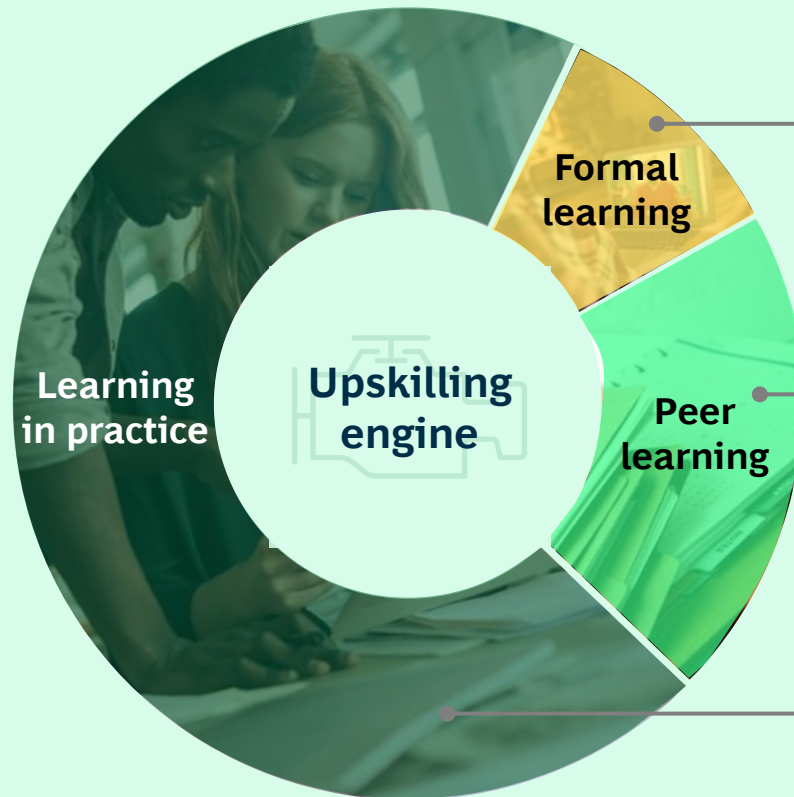 Formal
learning
Learning
in practice
Upskilling
engine
Peer
learning